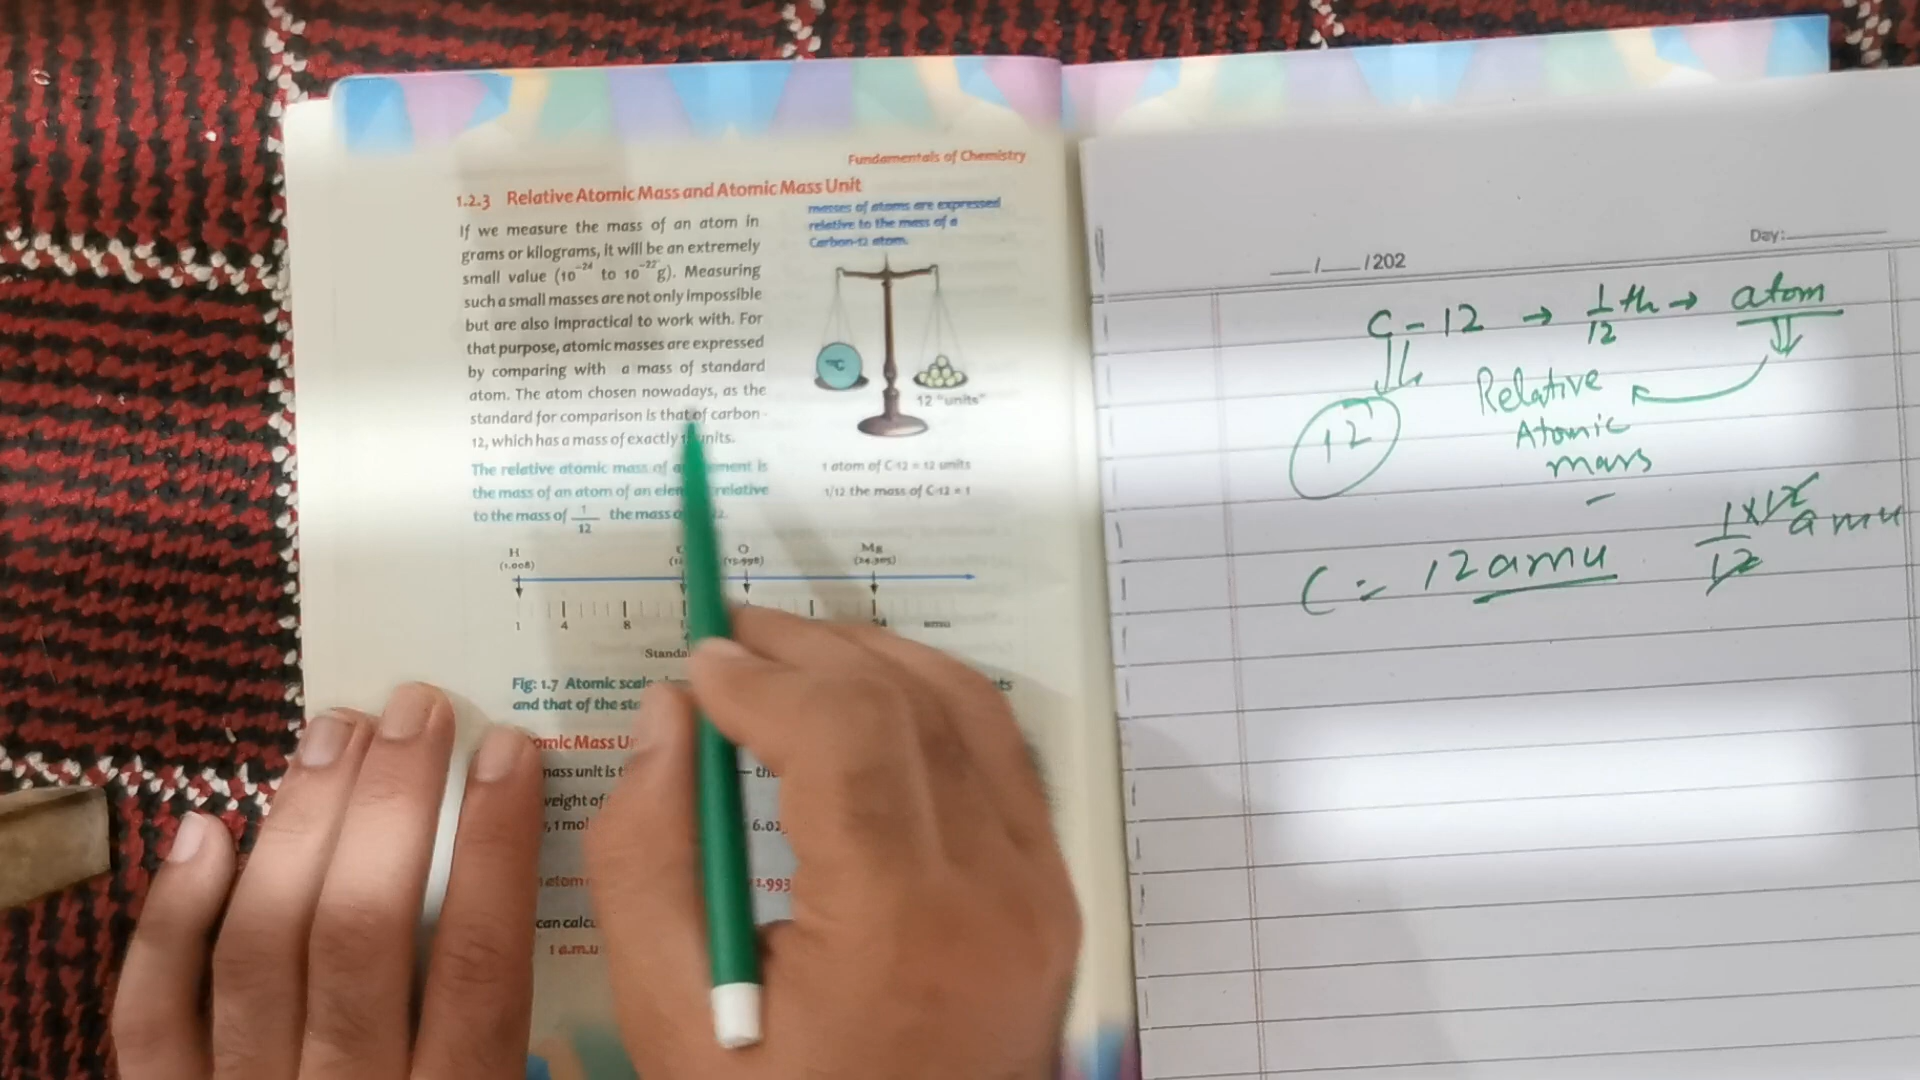 Fundamentals of Chemistry
1.2.3 Relative Atomic Mass and Atomic Mass Unit
If we measure the mass of an atom in
grams or kilograms, it will be an extremely
small value (10⁻²⁴ to 10⁻²²g). Measuring
such a small masses are not only impossible
but are also impractical to work with. For
that purpose, atomic masses are expressed
by comparing with a mass of standard
atom. The atom chosen nowadays, as the
standard for comparison is that of carbon -
12, which has a mass of exactly units.
The relative atomic mass of a is
the mass of an atom of an relative
to the mass of 1/12 the mass
masses of atoms are expressed
relative to the mass of a
Carbon-12 atom.
12 "units"
1 atom of C-12 = 12 units
1/12 the mass of C-12 = 1
H O Mg
(1.008)
1 4 8 amu
Fig: 1.7 Atomic scale
and that of the
Mass
mass unit is
weight of
, 1 mol 6.02
atom 1.993
can calcu
1 a.m.u
__/__/202
Day:
C-12 → 1/12 th → atom
12
Relative
Atomic
mass
1/12 x 12 amu
C = 12 amu